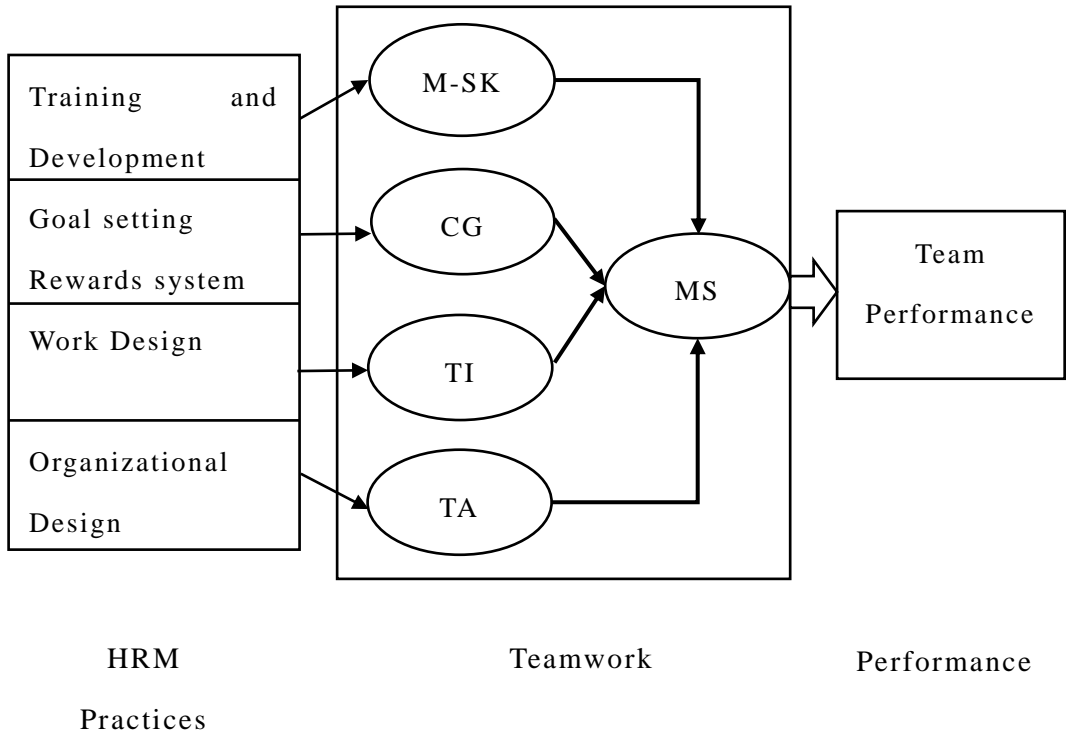 Training and
Development
Goal setting
Rewards system
Work Design
Organizational
Design
M-SK
CG
TI
TA
MS
Team
Performance
HRM
Practices
Teamwork
Performance